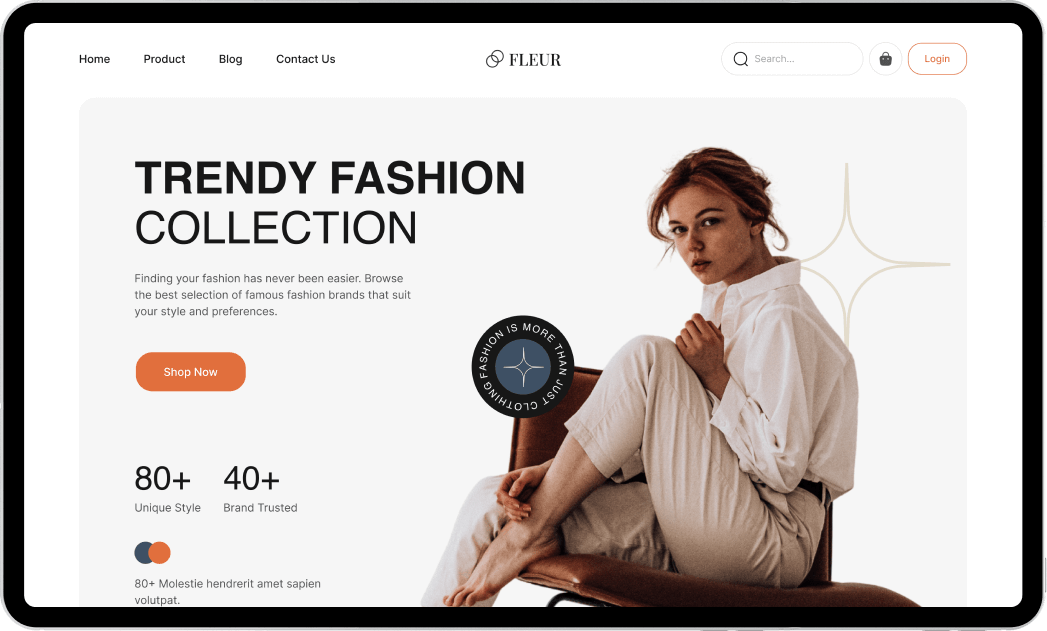 Home
Product
Blog
Contact Us
FLEUR
Search...
Login
TRENDY FASHION
COLLECTION
Finding your fashion has never been easier. Browse
the best selection of famous fashion brands that suit
your style and preferences.
Shop Now
FASHION IS MORE THAN JUST CLOTHING
80+
Unique Style
40+
Brand Trusted
80+ Molestie hendrerit amet sapien
volutpat.